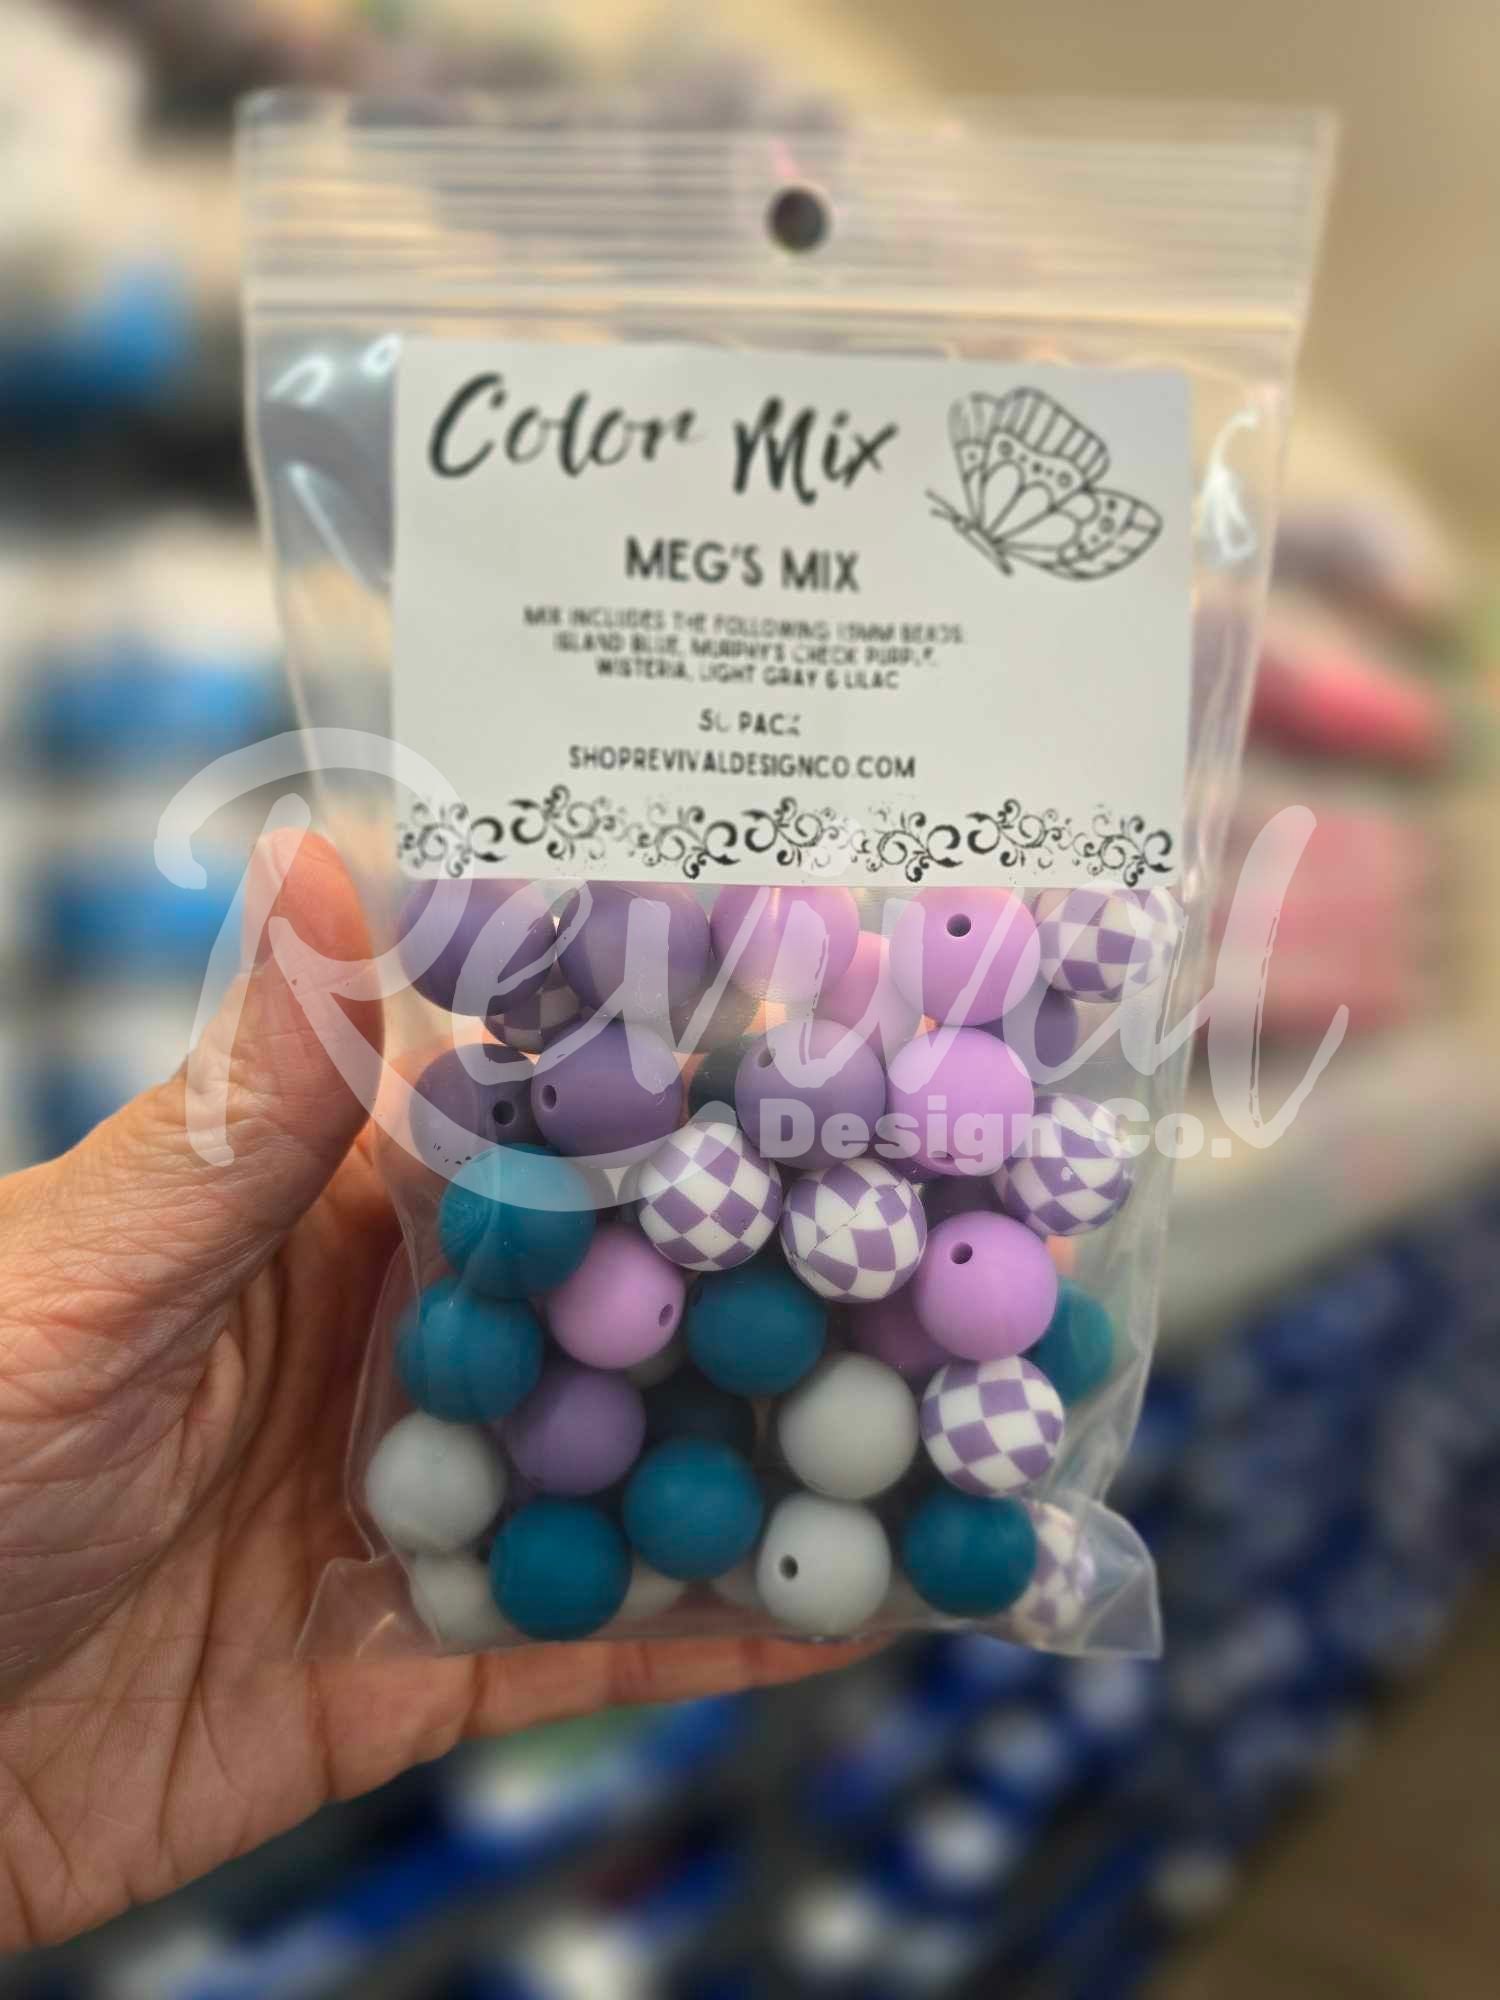 Color Mix
MEG'S MIX
MIX INCLUDES THE FOLLOWING 15MM BEADS:
ISLAND BLUE, MURPHY'S CHECK PURPLE,
WISTERIA, LIGHT GRAY & LILAC
50 PACK
SHOPREVIVALDESIGNCO.COM
Revival
Design Co.